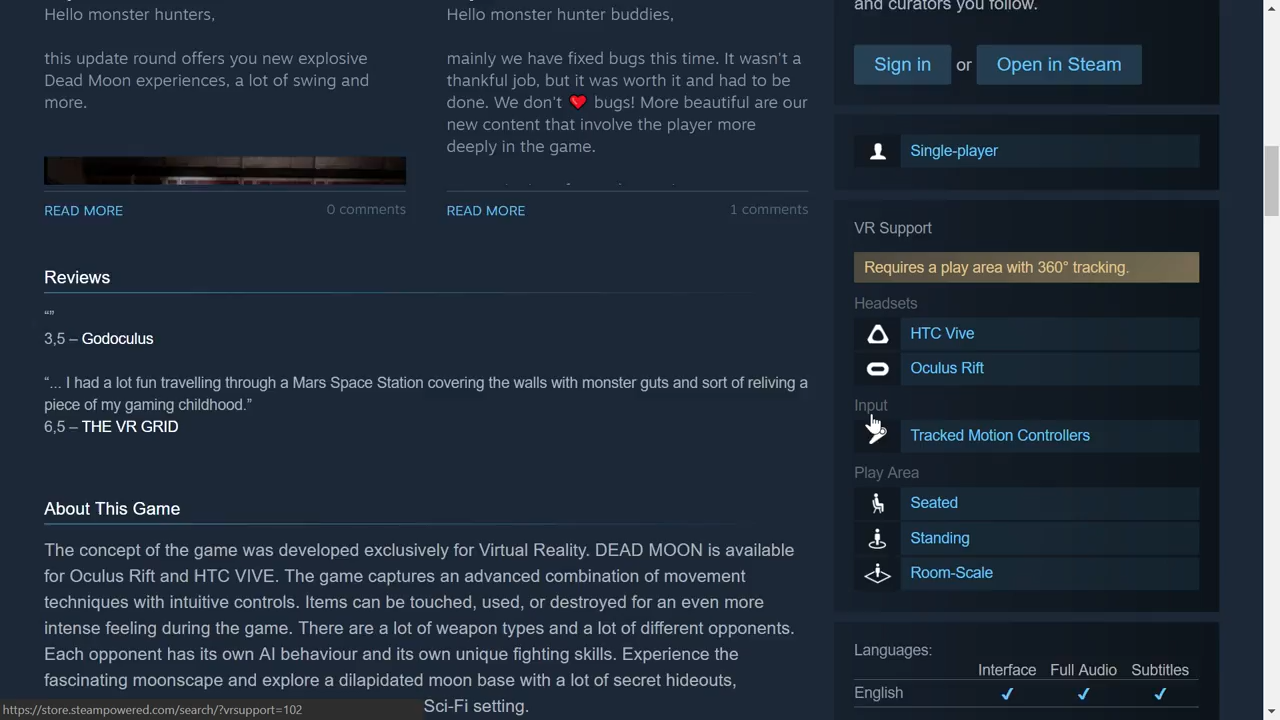 Hello monster hunters,
this update round offers you new explosive
Dead Moon experiences, a lot of swing and
more.
READ MORE
0 comments
Hello monster hunter buddies,
mainly we have fixed bugs this time. It wasn't a
thankful job, but it was worth it and had to be
done. We don't ❤ bugs! More beautiful are our
new content that involve the player more
deeply in the game.
READ MORE
1 comments
Reviews
“”
3,5 – Godoculus
“... I had a lot fun travelling through a Mars Space Station covering the walls with monster guts and sort of reliving a
piece of my gaming childhood.”
6,5 – THE VR GRID
About This Game
The concept of the game was developed exclusively for Virtual Reality. DEAD MOON is available
for Oculus Rift and HTC VIVE. The game captures an advanced combination of movement
techniques with intuitive controls. Items can be touched, used, or destroyed for an even more
intense feeling during the game. There are a lot of weapon types and a lot of different opponents.
Each opponent has its own AI behaviour and its own unique fighting skills. Experience the
fascinating moonscape and explore a dilapidated moon base with a lot of secret hideouts,
Sci-Fi setting.
https://store.steampowered.com/search/?vrsupport=102
and curators you follow.
Sign in or Open in Steam
Single-player
VR Support
Requires a play area with 360° tracking.
Headsets
HTC Vive
Oculus Rift
Input
Tracked Motion Controllers
Play Area
Seated
Standing
Room-Scale
Languages:
Interface Full Audio Subtitles
English ✔ ✔ ✔